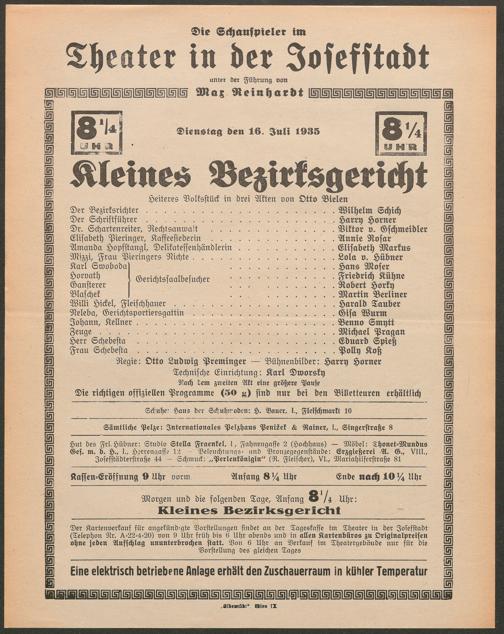 Die Schauspieler im
Theater in der Josefstadt
unter der Führung von
Max Reinhardt
8 1/4 UHR
Dienstag den 16. Juli 1935
8 1/4 UHR
Kleines Bezirksgericht
Heiteres Volksstück in drei Akten von Otto Bielen
Der Bezirksrichter Wilhelm Schich
Der Schriftführer Harry Horner
Dr. Schartenreiter, Rechtsanwalt Viktor v. Gschmeidler
Elisabeth Pieringer, Kaffeesiederin Annie Rosar
Amanda Hopfstangl, Delikatessenhändlerin Elisabeth Markus
Mizzi, Frau Pieringers Nichte Lola v. Hübner
Karl Swoboda Hans Moser
Horvath Friedrich Kühne
Gerichtssaalbesucher
Gansterer Robert Horky
Blaschek Martin Berliner
Willi Hickl, Fleischhauer Harald Tauber
Neleba, Gerichtsportiersgattin Gisa Wurm
Johann, Kellner Benno Smytt
Zeuge Michael Pragan
Herr Schebesta Eduard Spieß
Frau Schebesta Polly Koß
Regie: Otto Ludwig Preminger — Bühnenbilder: Harry Horner
Technische Einrichtung: Karl Dworsky
Nach dem zweiten Akt eine größere Pause
Die richtigen offiziellen Programme (50 g) sind nur bei den Billetteuren erhältlich
Schuhe: Haus der Schuhmoden: H. Bauer, I., Fleischmarkt 10
Sämtliche Pelze: Internationales Pelzhaus Penižek & Rainer, I., Singerstraße 8
Hut des Frl. Hübner: Studio Stella Fraenkel, I., Fahnengasse 2 (Hochhaus) — Möbel: Thonet-Mundus
Ges. m. b. H., I., Herrengasse 12 — Beleuchtungs- und Bronzegegenstände: Erzgießerei A. G., VIII.,
Josefstädterstraße 44 — Schmuck: „Perlenkönigin" (R. Fleischer), VI., Mariahilferstraße 81
Kassen-Eröffnung 9 Uhr vorm Anfang 8 1/4 Uhr Ende nach 10 1/4 Uhr
Morgen und die folgenden Tage, Anfang 8 1/4 Uhr:
Kleines Bezirksgericht
Der Kartenverkauf für angekündigte Vorstellungen findet an der Tageskasse im Theater in der Josefstadt
(Telephon Nr. A-22-4-20) von 9 Uhr früh bis 6 Uhr abends und in allen Kartenbüros zu Originalpreisen
ohne jeden Aufschlag ununterbrochen statt. Von 6 Uhr an Verkauf im Theatergebäude nur für die
Vorstellung des gleichen Tages
Eine elektrisch betriebene Anlage erhält den Zuschauerraum in kühler Temperatur
Wien IX